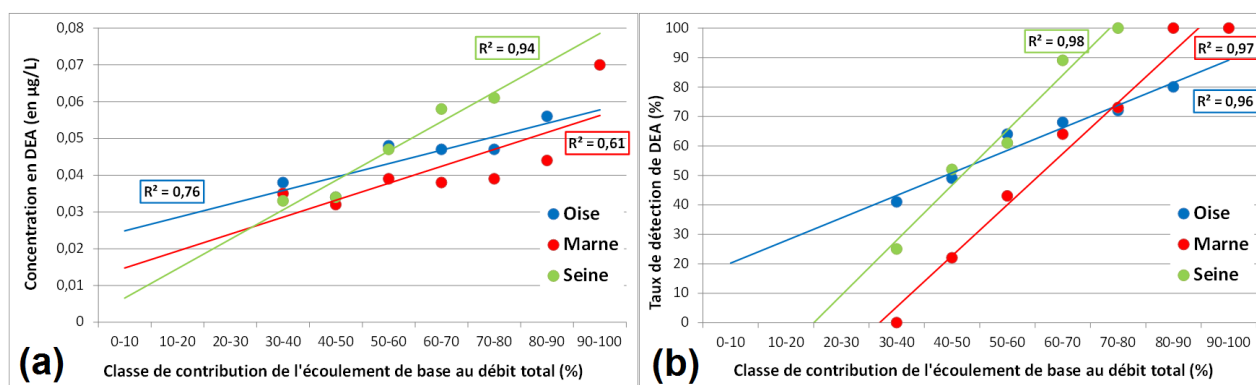 Concentration en DEA (en µg/L)
0,08
0,07
0,06
0,05
0,04
0,03
0,02
0,01
0
R² = 0,94
R² = 0,61
R² = 0,76
Oise
Marne
Seine
0-10 10-20 20-30 30-40 40-50 50-60 60-70 70-80 80-90 90-100
(a)
Classe de contribution de l'écoulement de base au débit total (%)
Taux de détection de DEA (%)
100
90
80
70
60
50
40
30
20
10
0
R² = 0,98
R² = 0,97
R² = 0,96
Oise
Marne
Seine
0-10 10-20 20-30 30-40 40-50 50-60 60-70 70-80 80-90 90-100
(b)
Classe de contribution de l'écoulement de base au débit total (%)